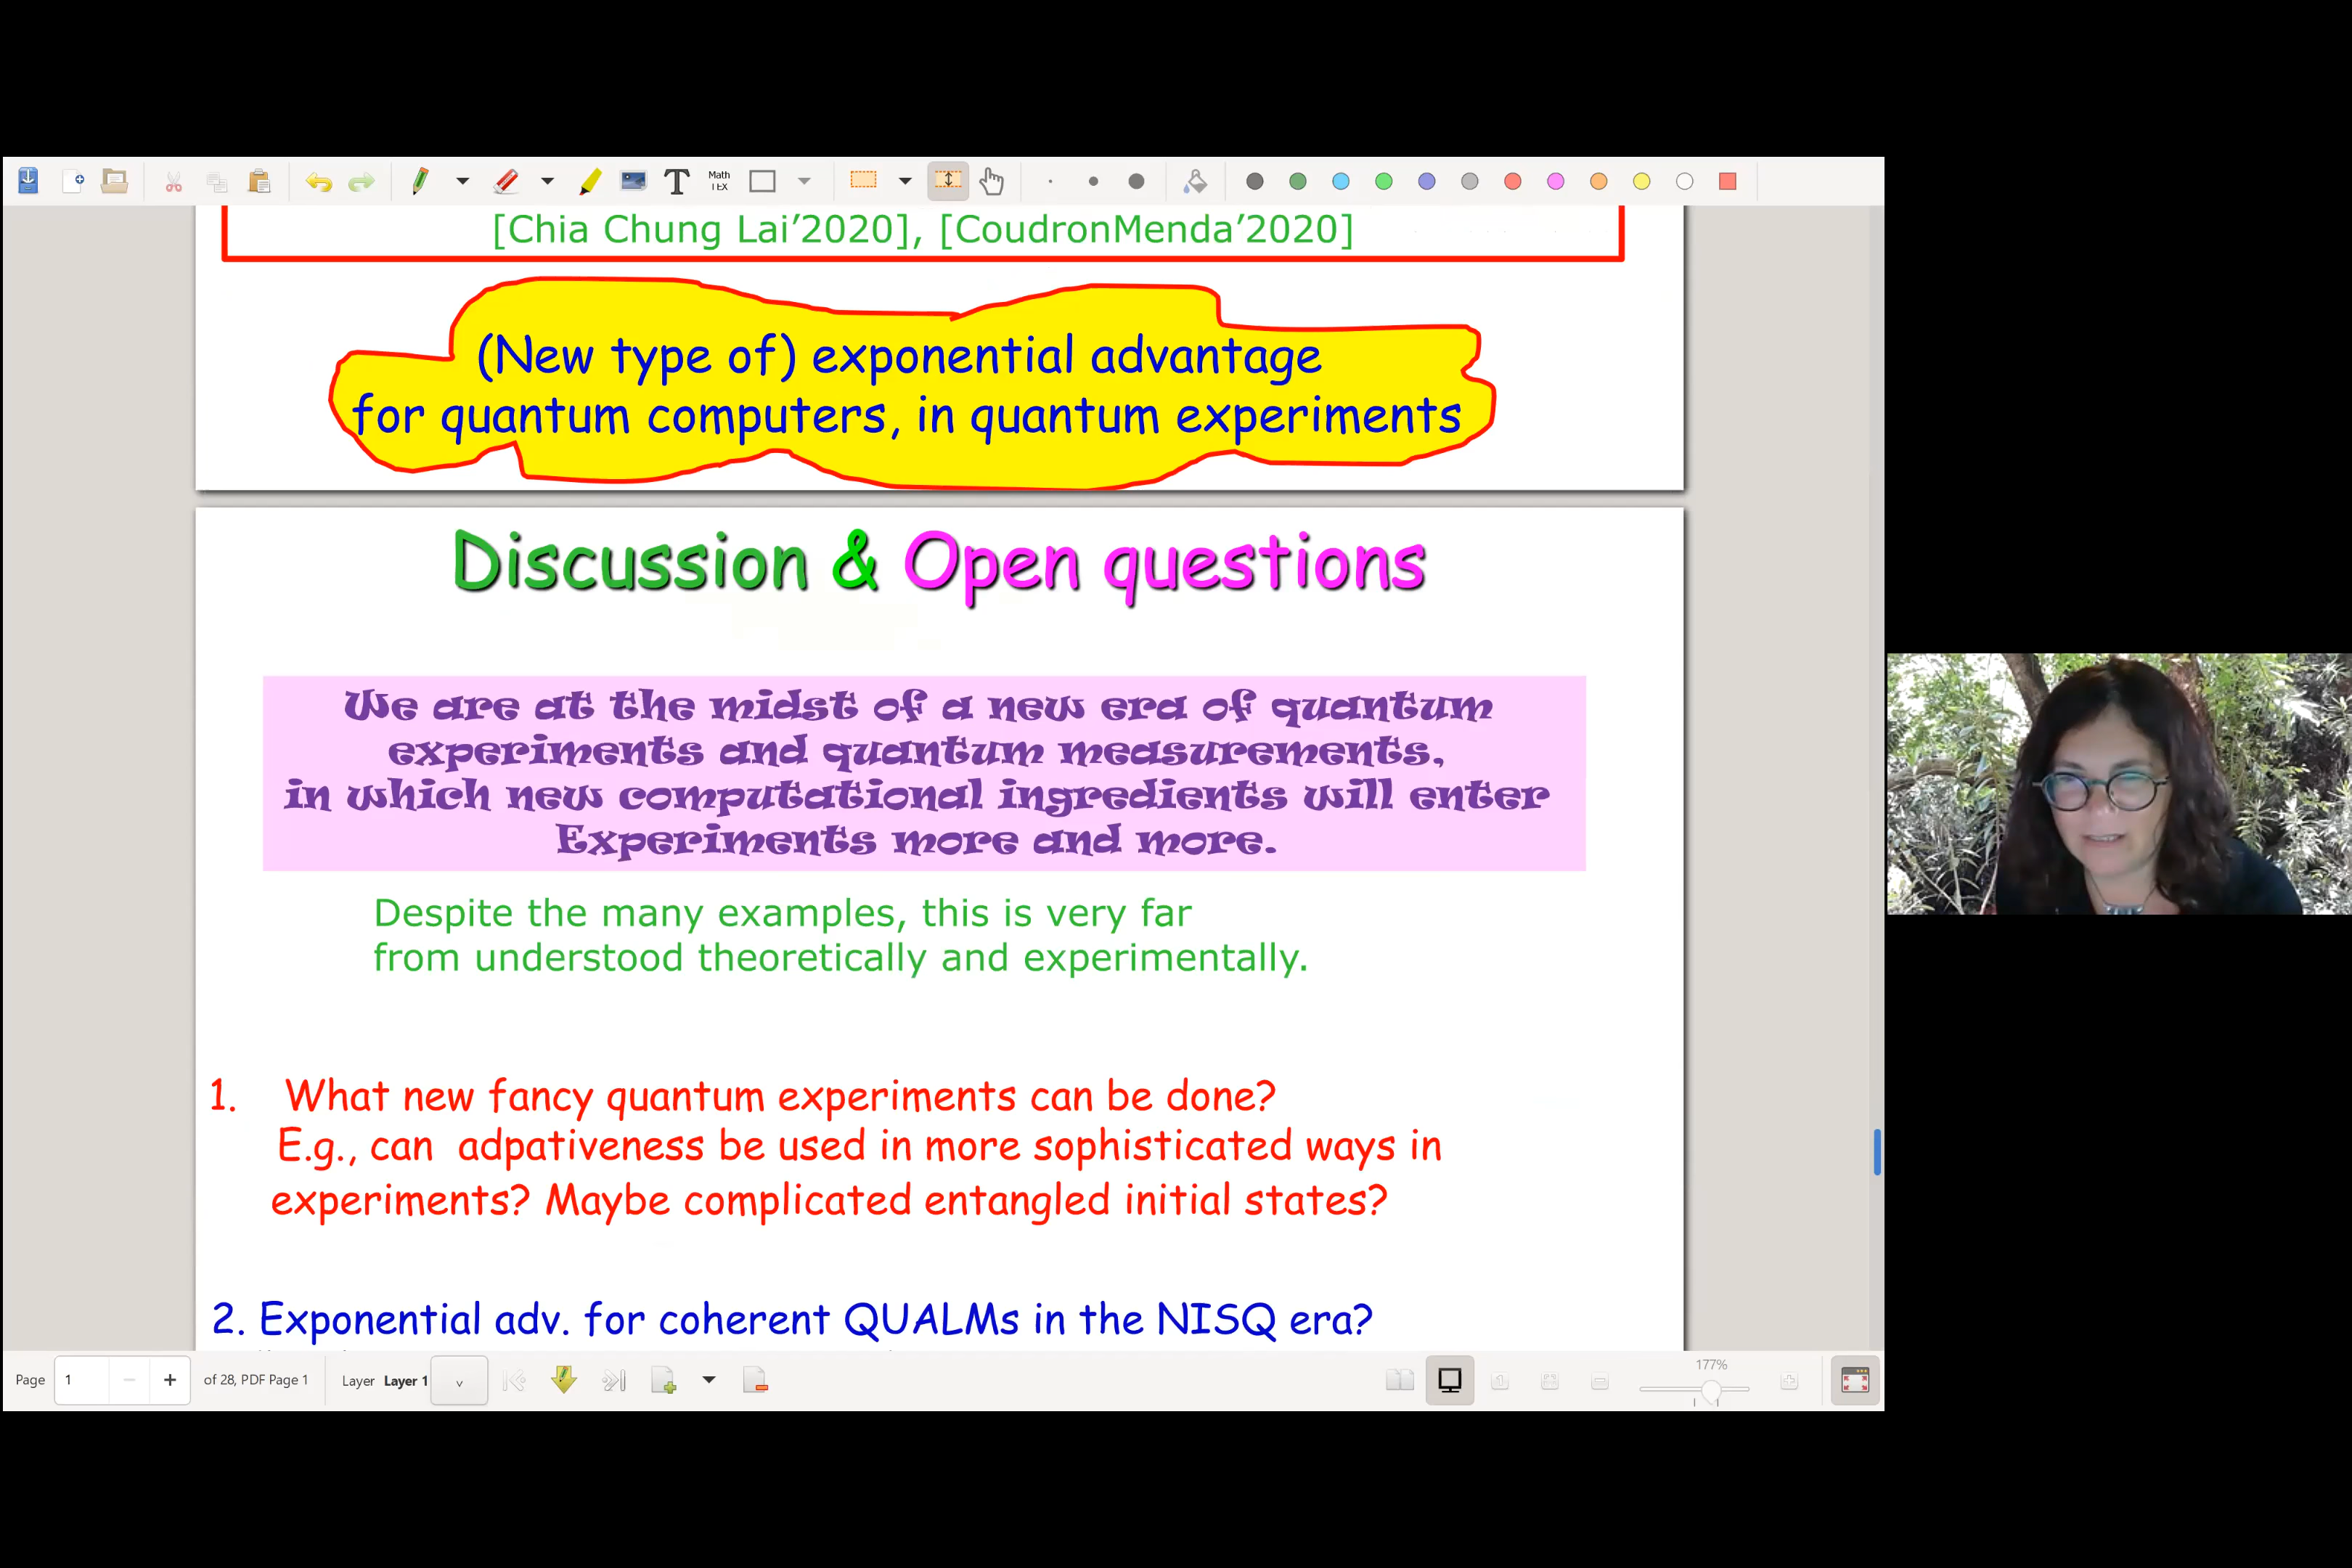 Math
TEX
[Chia Chung Lai’2020], [CoudronMenda’2020]
(New type of) exponential advantage
for quantum computers, in quantum experiments
Discussion & Open questions
We are at the midst of a new era of quantum
experiments and quantum measurements,
in which new computational ingredients will enter
Experiments more and more.
Despite the many examples, this is very far
from understood theoretically and experimentally.
1. What new fancy quantum experiments can be done?
E.g., can adpativeness be used in more sophisticated ways in
experiments? Maybe complicated entangled initial states?
2. Exponential adv. for coherent QUALMs in the NISQ era?
Page 1 of 28, PDF Page 1 Layer Layer 1 177%